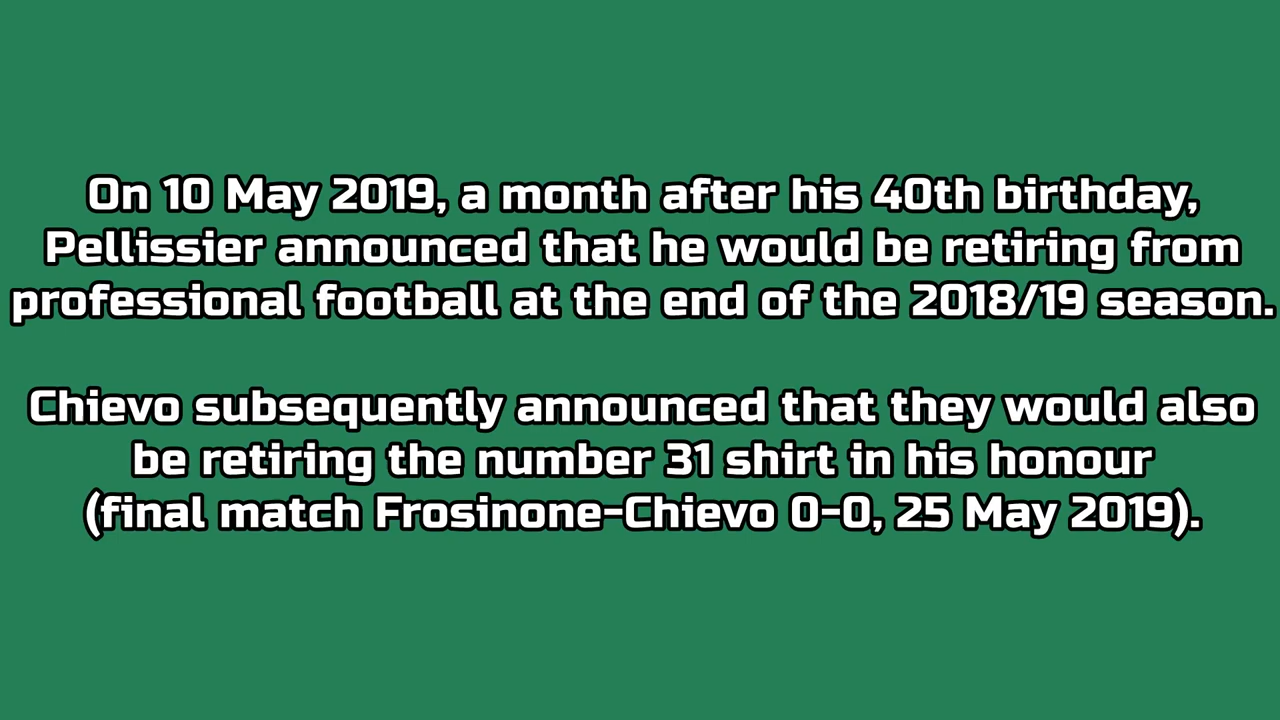 On 10 May 2019, a month after his 40th birthday,
Pellissier announced that he would be retiring from
professional football at the end of the 2018/19 season.
Chievo subsequently announced that they would also
be retiring the number 31 shirt in his honour
(final match Frosinone-Chievo 0-0, 25 May 2019).